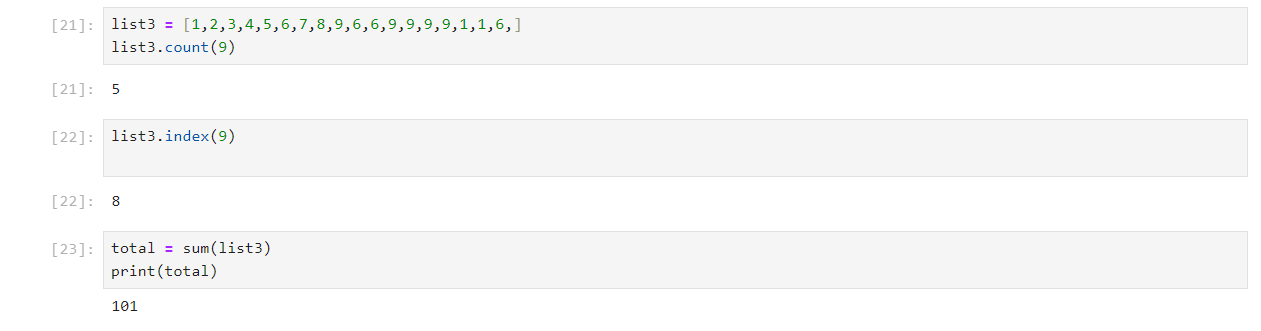 [21]: list3 = [1,2,3,4,5,6,7,8,9,6,6,9,9,9,9,1,1,6,]
list3.count(9)
[21]: 5
[22]: list3.index(9)
[22]: 8
[23]: total = sum(list3)
print(total)
101